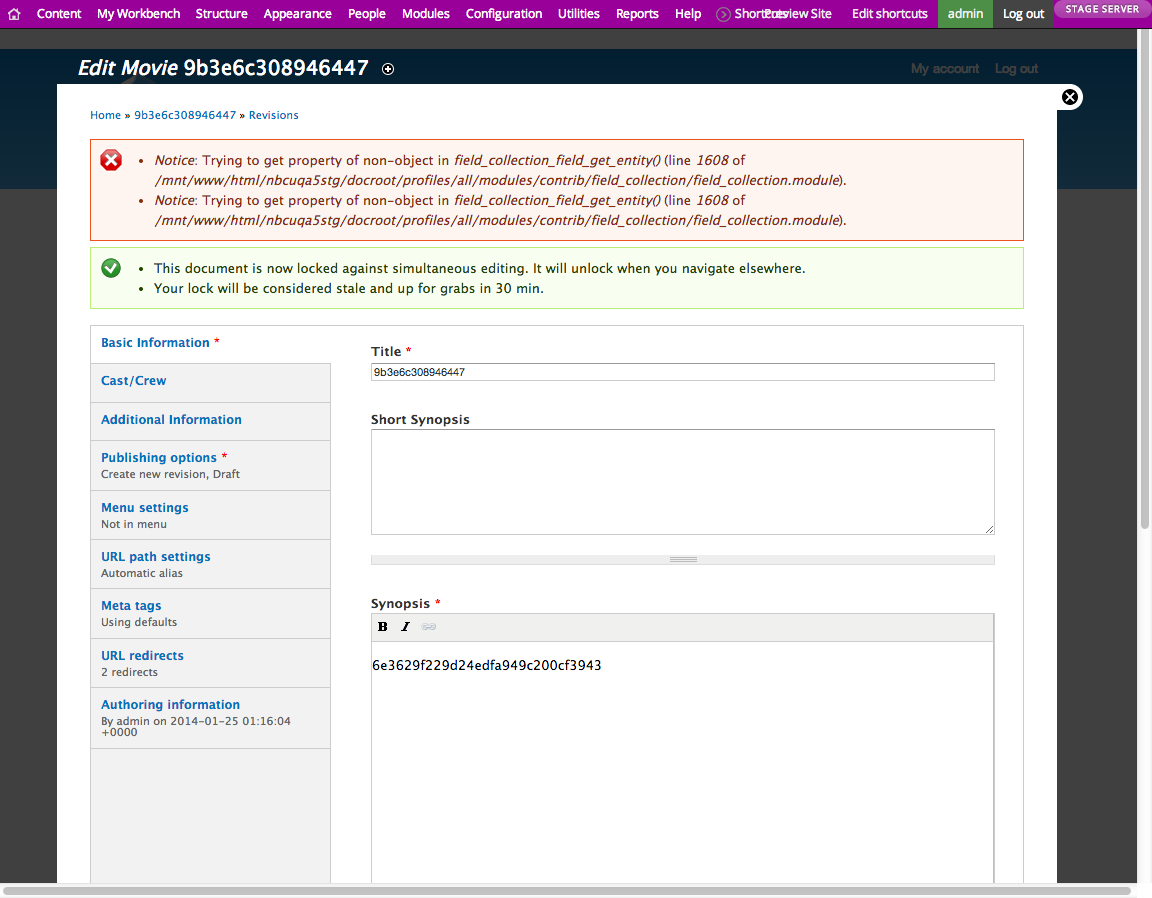 Content My Workbench Structure Appearance People Modules Configuration Utilities Reports Help Shortcuts Preview Site Edit shortcuts admin Log out STAGE SERVER
Edit Movie 9b3e6c308946447
My account Log out
Home » 9b3e6c308946447 » Revisions
• Notice: Trying to get property of non-object in field_collection_field_get_entity() (line 1608 of
/mnt/www/html/nbcuqa5stg/docroot/profiles/all/modules/contrib/field_collection/field_collection.module).
• Notice: Trying to get property of non-object in field_collection_field_get_entity() (line 1608 of
/mnt/www/html/nbcuqa5stg/docroot/profiles/all/modules/contrib/field_collection/field_collection.module).
• This document is now locked against simultaneous editing. It will unlock when you navigate elsewhere.
• Your lock will be considered stale and up for grabs in 30 min.
Basic Information *
Cast/Crew
Additional Information
Publishing options *
Create new revision, Draft
Menu settings
Not in menu
URL path settings
Automatic alias
Meta tags
Using defaults
URL redirects
2 redirects
Authoring information
By admin on 2014-01-25 01:16:04
+0000
Title *
9b3e6c308946447
Short Synopsis
Synopsis *
B I
6e3629f229d24edfa949c200cf3943